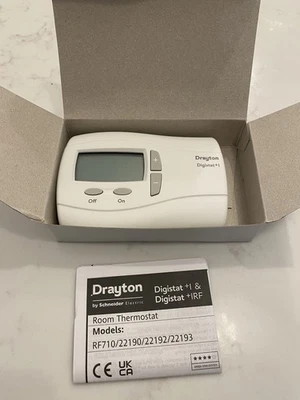 Drayton
Digistat +1
+
Off
On
Drayton
by Schneider Electric
Digistat +I &
Digistat +IRF
Room Thermostat
Models:
RF710/22190/22192/22193
CE UK CA
★★★★